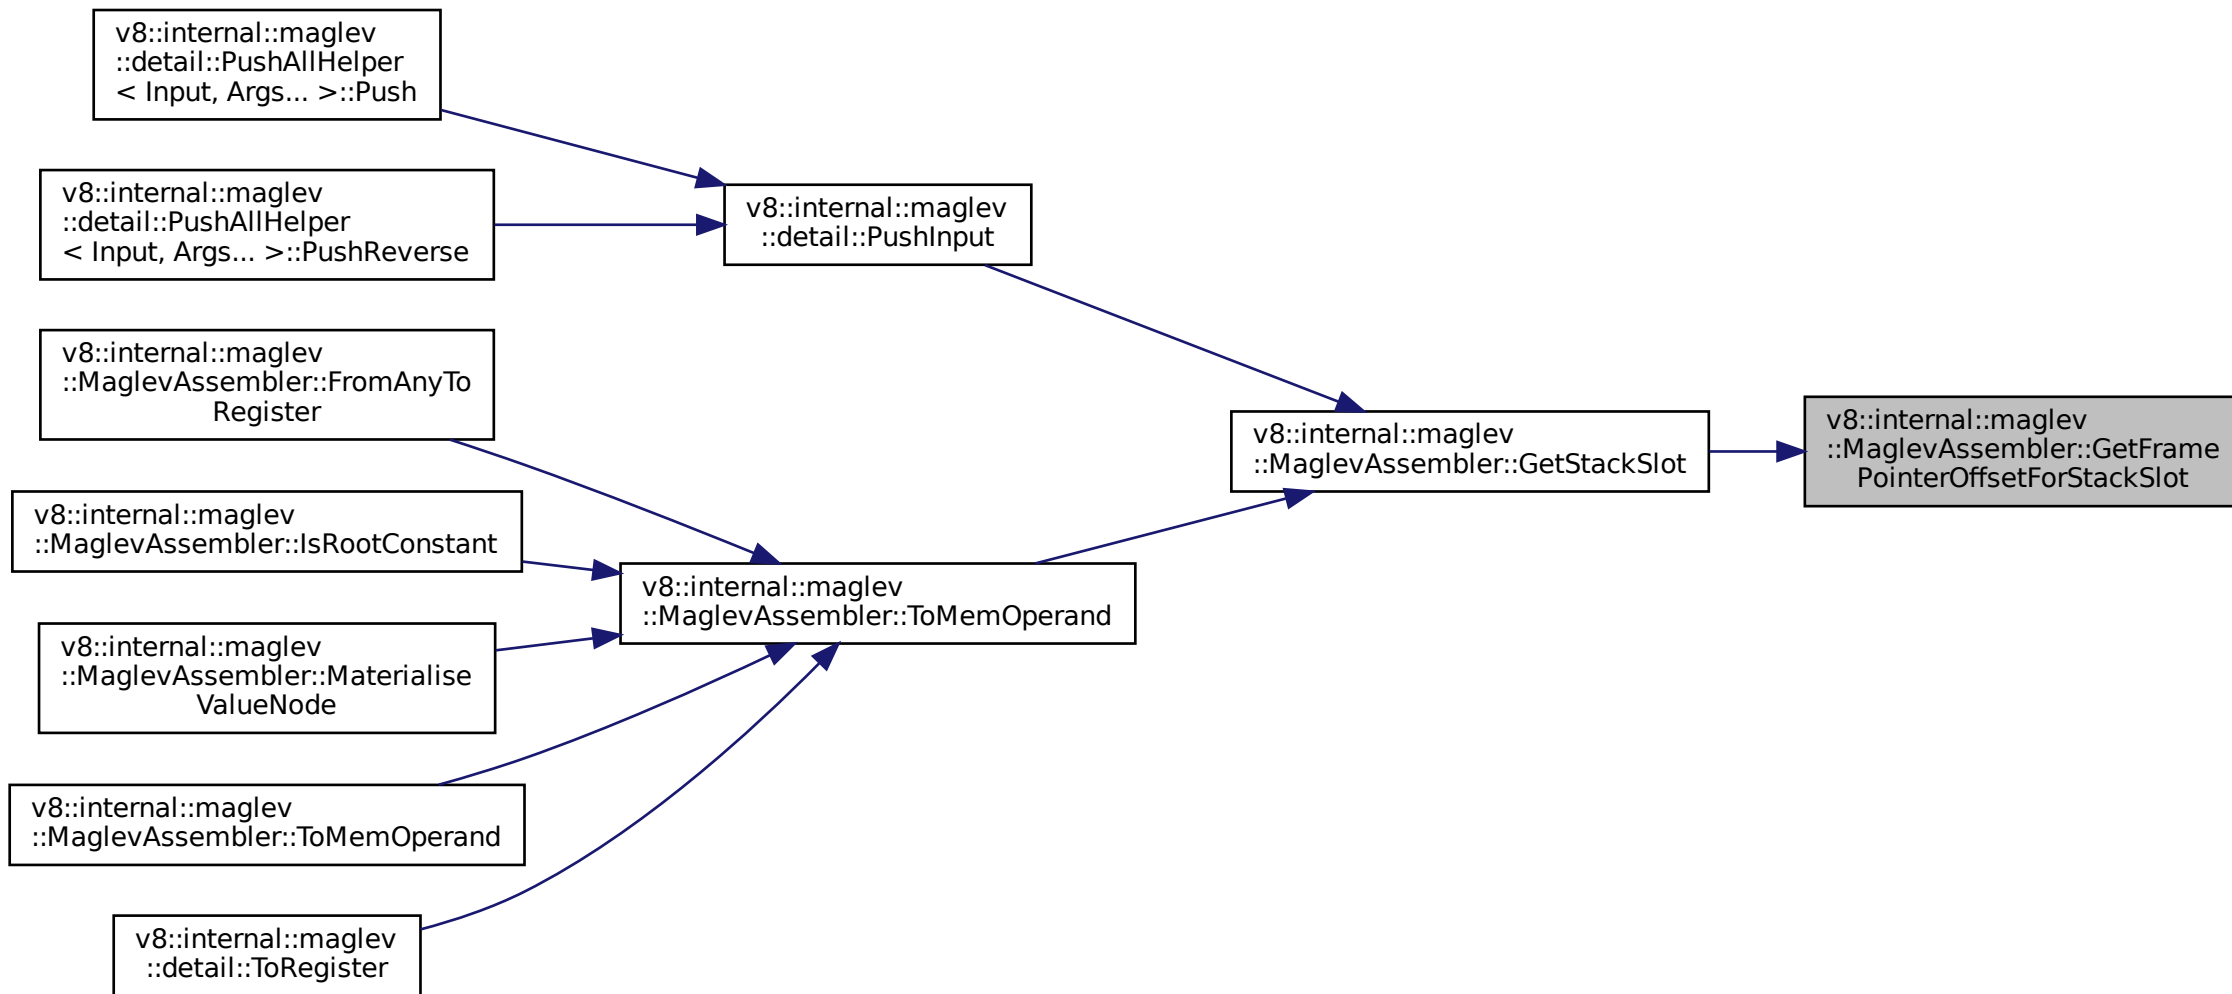 v8::internal::maglev
::detail::PushAllHelper
< Input, Args... >::Push
v8::internal::maglev
::detail::PushAllHelper
< Input, Args... >::PushReverse
v8::internal::maglev
::detail::PushInput
v8::internal::maglev
::MaglevAssembler::FromAnyTo
Register
v8::internal::maglev
::MaglevAssembler::GetStackSlot
v8::internal::maglev
::MaglevAssembler::GetFrame
PointerOffsetForStackSlot
v8::internal::maglev
::MaglevAssembler::IsRootConstant
v8::internal::maglev
::MaglevAssembler::ToMemOperand
v8::internal::maglev
::MaglevAssembler::Materialise
ValueNode
v8::internal::maglev
::MaglevAssembler::ToMemOperand
v8::internal::maglev
::detail::ToRegister